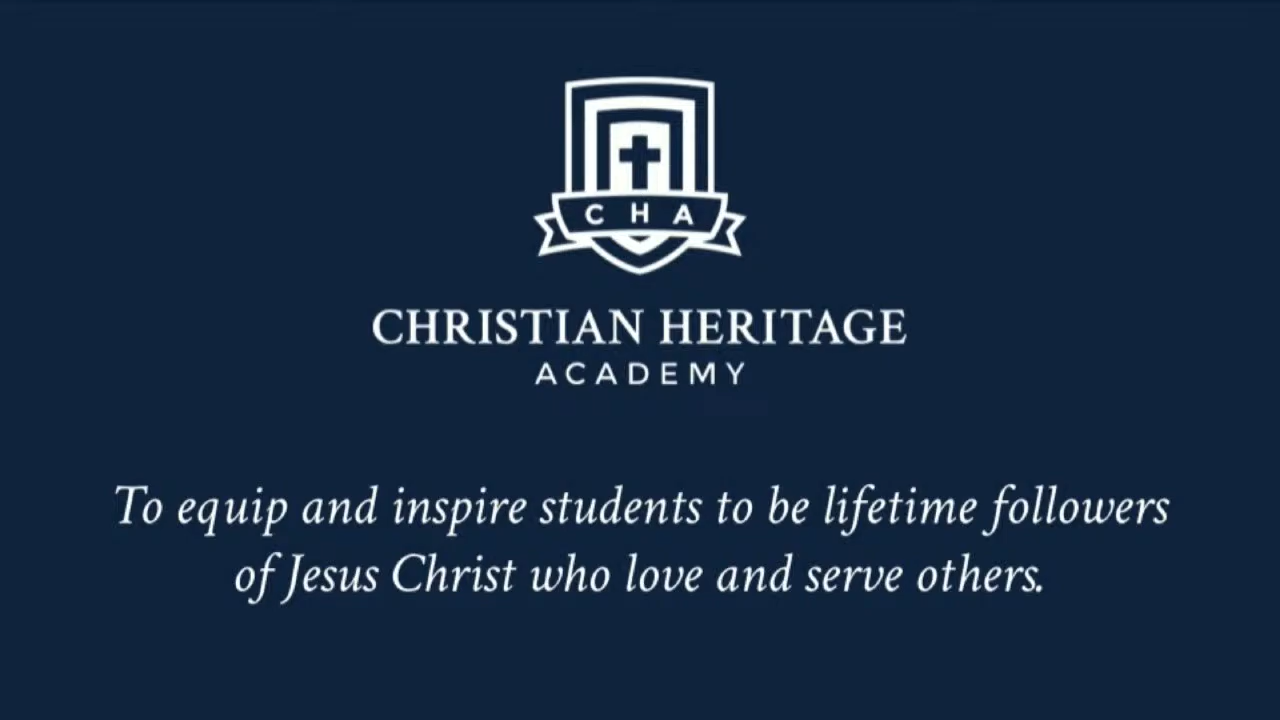 C H A
CHRISTIAN HERITAGE
ACADEMY
To equip and inspire students to be lifetime followers
of Jesus Christ who love and serve others.